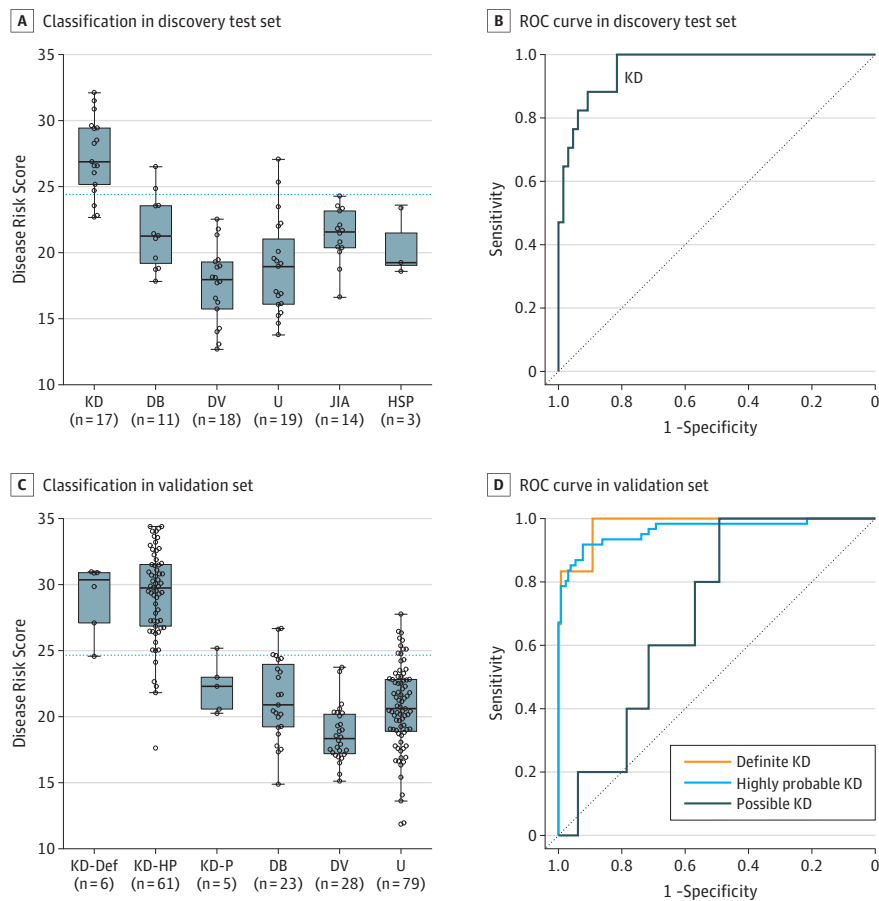 A Classification in discovery test set
35
30
25
20
15
10
Disease Risk Score
KD DB DV U JIA HSP
(n=17) (n=11) (n=18) (n=19) (n=14) (n=3)
B ROC curve in discovery test set
1.0
0.8
0.6
0.4
0.2
0
Sensitivity
KD
1.0 0.8 0.6 0.4 0.2 0
1 -Specificity
C Classification in validation set
35
30
25
20
15
10
Disease Risk Score
KD-Def KD-HP KD-P DB DV U
(n=6) (n=61) (n=5) (n=23) (n=28) (n=79)
D ROC curve in validation set
1.0
0.8
0.6
0.4
0.2
0
Sensitivity
Definite KD
Highly probable KD
Possible KD
1.0 0.8 0.6 0.4 0.2 0
1 -Specificity